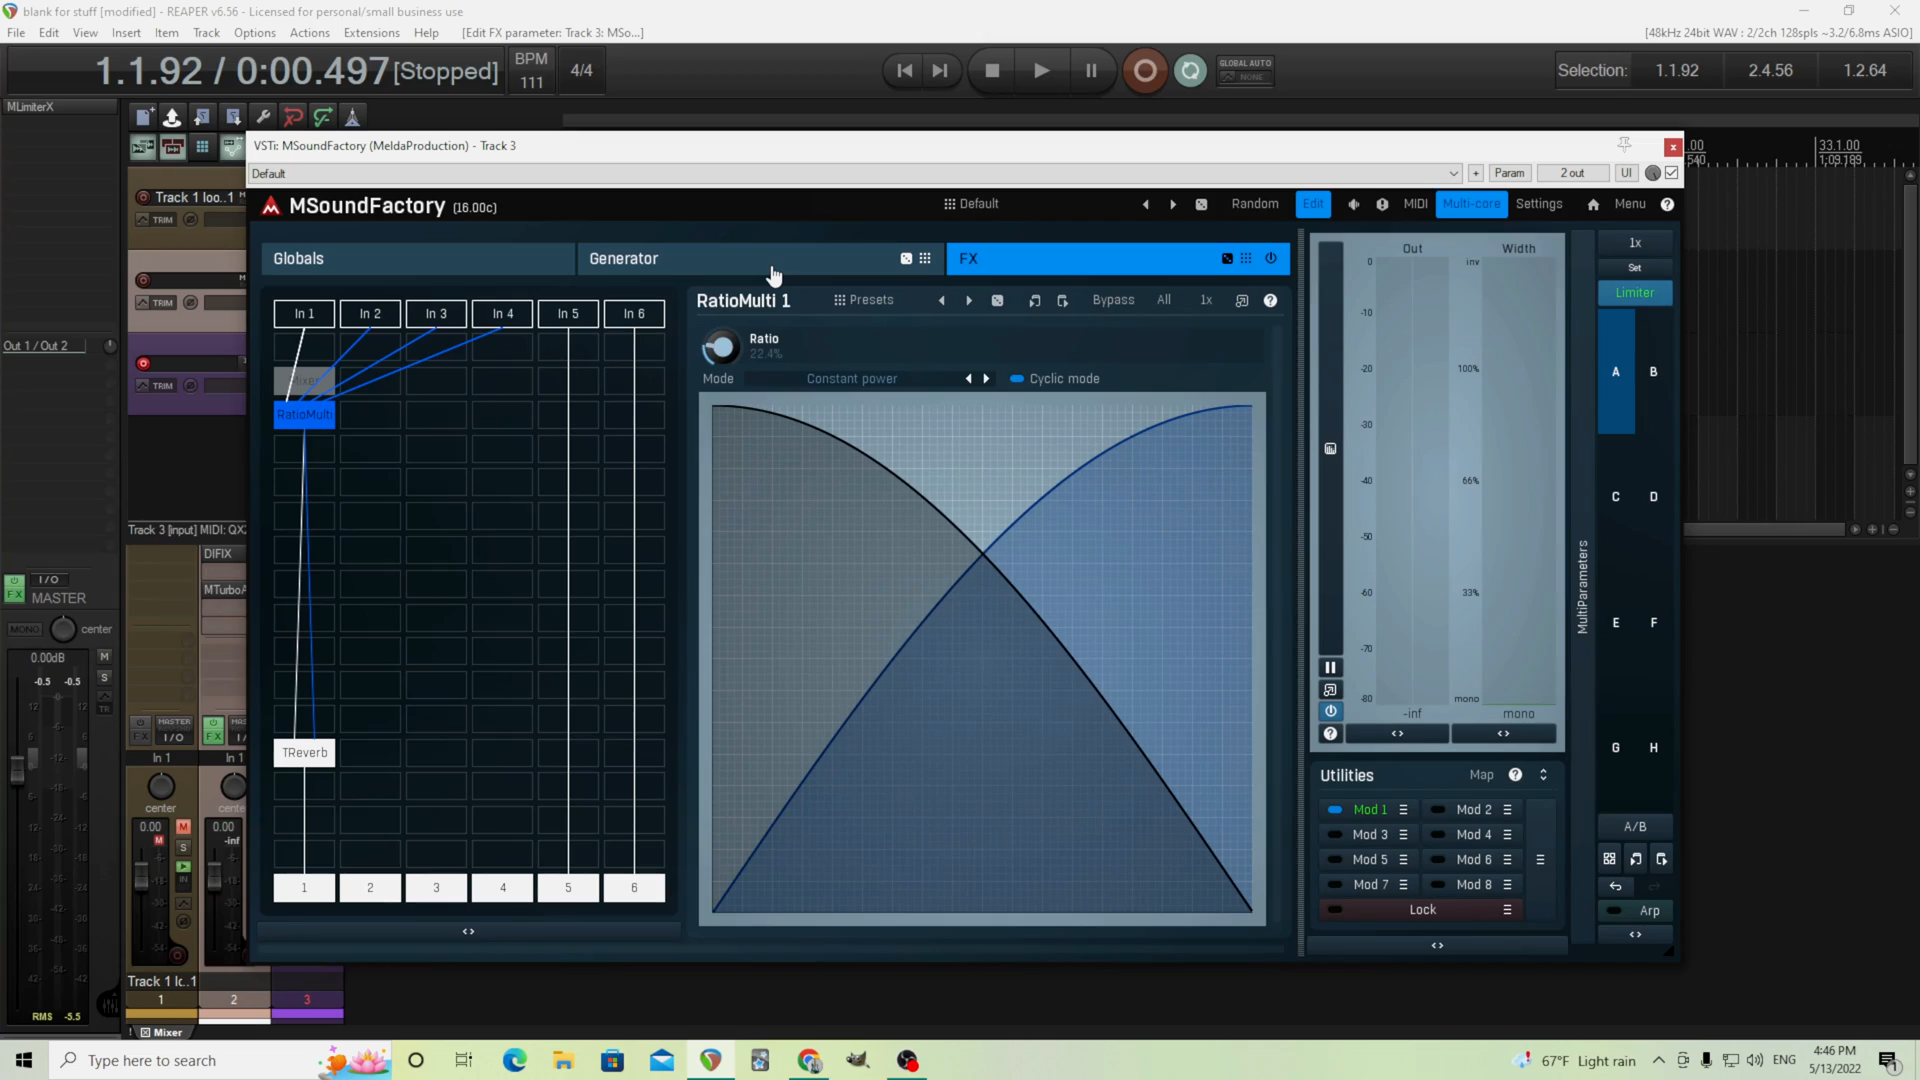 blank for stuff [modified] - REAPER v6.56 - Licensed for personal/small business use
File Edit View Insert Item Track Options Actions Extensions Help [Edit FX parameter: Track 3: MSo...]
[48kHz 24bit WAV : 2/2ch 128spls ~3.2/6.8ms ASIO]
1.1.92 / 0:00.497 [Stopped]
BPM
111
4/4
GLOBAL AUTO
NONE
Selection: 1.1.92 2.4.56 1.2.64
MLimiterX
VSTi: MSoundFactory (MeldaProduction) - Track 3
33.1.00
1:09.189
.00
540
Default
+ Param 2 out UI
MSoundFactory (16.00c)
Default
Random Edit MIDI Multi-core Settings Menu
Track 1 loo..1
TRIM
TRIM
TRIM
Globals Generator FX
In 1 In 2 In 3 In 4 In 5 In 6
Mixer
RatioMulti
TReverb
1 2 3 4 5 6
RatioMulti 1 Presets Bypass All 1x
Ratio
22.4%
Mode Constant power Cyclic mode
Out Width
0 inv
-10
-20 100%
-30
-40 66%
-50
-60 33%
-70
-80 mono
-inf mono
1x
Set
Limiter
A B
C D
E F
G H
MultiParameters
Utilities Map
Mod 1 Mod 2
Mod 3 Mod 4
Mod 5 Mod 6
Mod 7 Mod 8
Lock
A/B
Arp
Out 1 / Out 2
Track 3 [input] MIDI: QX2
DIFIX
MTurboA
I/O
FX MASTER
MONO center
0.00dB M
-0.5 -0.5 S
TR
MASTER
FX I/O
FX
In 1 In 1
center center
0.00 M 0.00
M S -inf
IN
RMS -5.5
Track 1 lc..1
1 2 3
Mixer
Type here to search
67°F Light rain
ENG
4:46 PM
5/13/2022
1